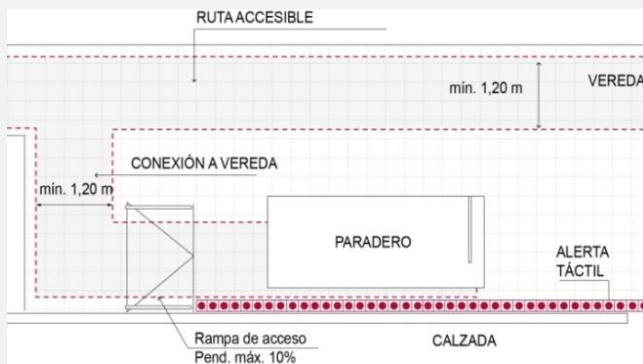 RUTA ACCESIBLE
mín. 1,20 m
VEREDA
CONEXIÓN A VEREDA
mín. 1,20 m
PARADERO
ALERTA
TÁCTIL
Rampa de acceso
Pend. máx. 10%
CALZADA